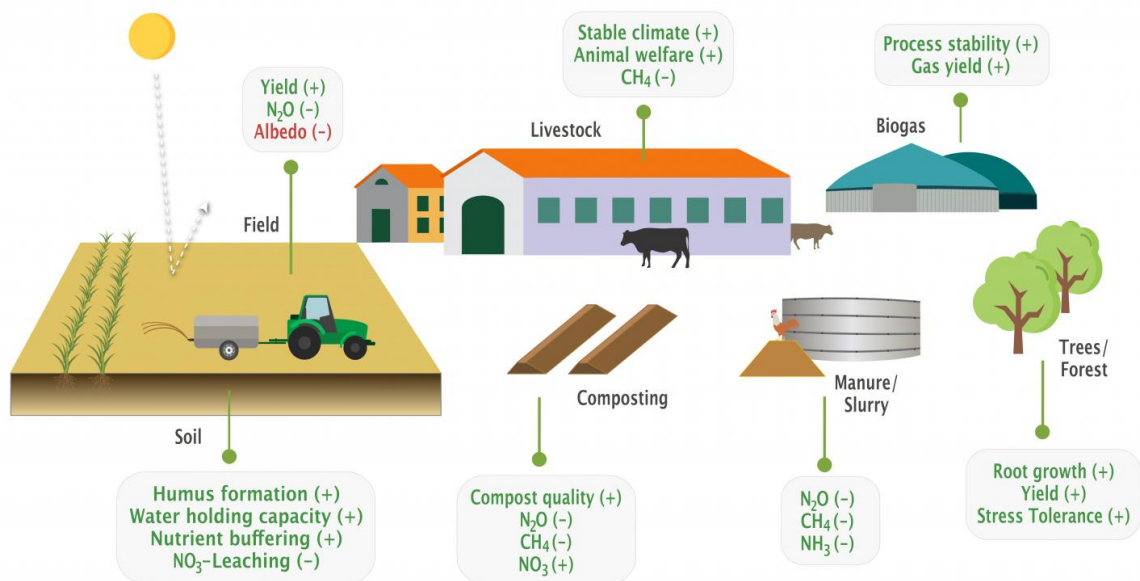 Stable climate (+)
Animal welfare (+)
CH₄ (–)
Process stability (+)
Gas yield (+)
Yield (+)
N₂O (–)
Albedo (–)
Livestock
Biogas
Field
Trees/
Forest
Composting
Manure/
Slurry
Soil
Humus formation (+)
Water holding capacity (+)
Nutrient buffering (+)
NO₃–Leaching (–)
Compost quality (+)
N₂O (–)
CH₄ (–)
NO₃ (+)
N₂O (–)
CH₄ (–)
NH₃ (–)
Root growth (+)
Yield (+)
Stress Tolerance (+)